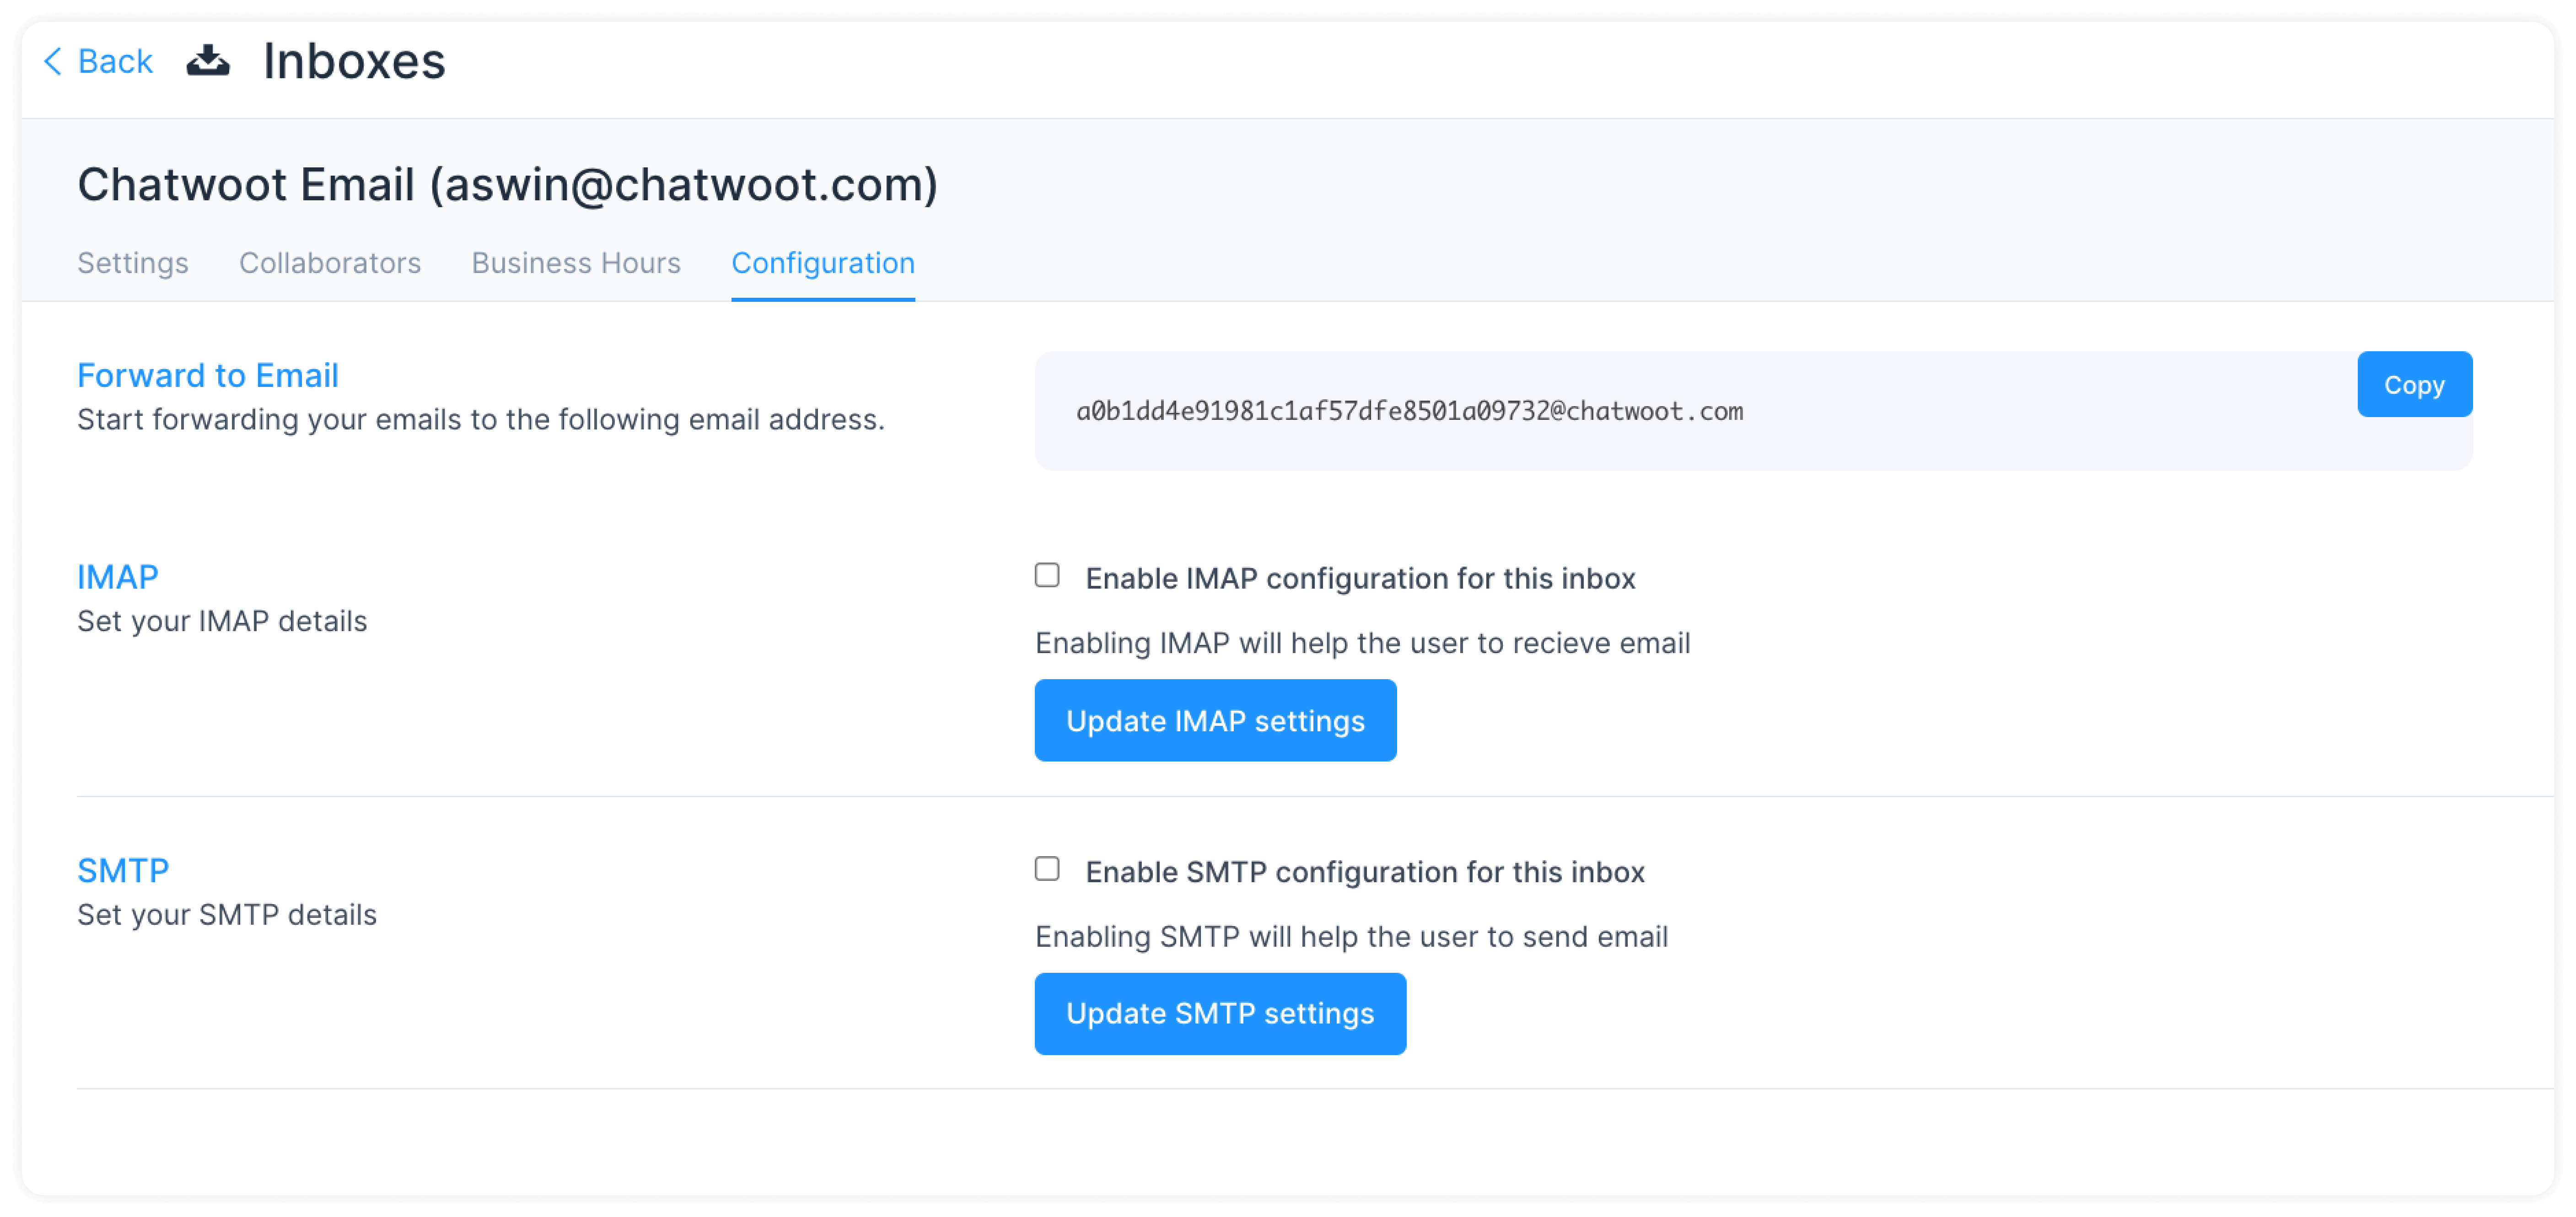 Back Inboxes
Chatwoot Email (aswin@chatwoot.com)
Settings Collaborators Business Hours Configuration
Forward to Email
Start forwarding your emails to the following email address.
a0b1dd4e91981c1af57dfe8501a09732@chatwoot.com
Copy
IMAP
Set your IMAP details
Enable IMAP configuration for this inbox
Enabling IMAP will help the user to recieve email
Update IMAP settings
SMTP
Set your SMTP details
Enable SMTP configuration for this inbox
Enabling SMTP will help the user to send email
Update SMTP settings